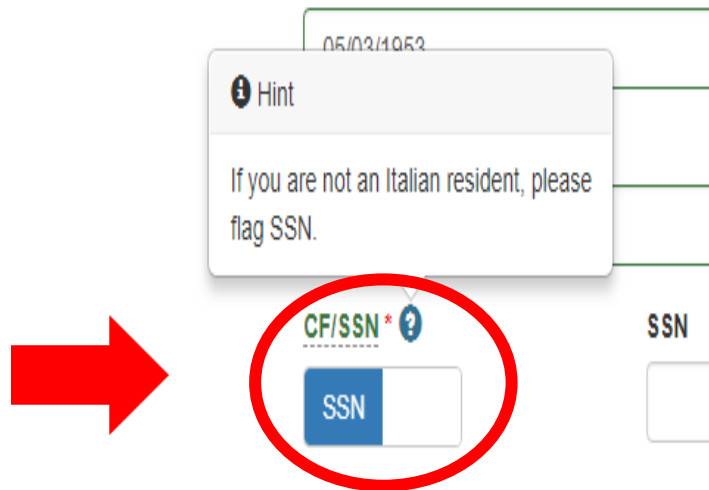 05/03/1953
Hint
If you are not an Italian resident, please
flag SSN.
CF/SSN * ?
SSN
SSN